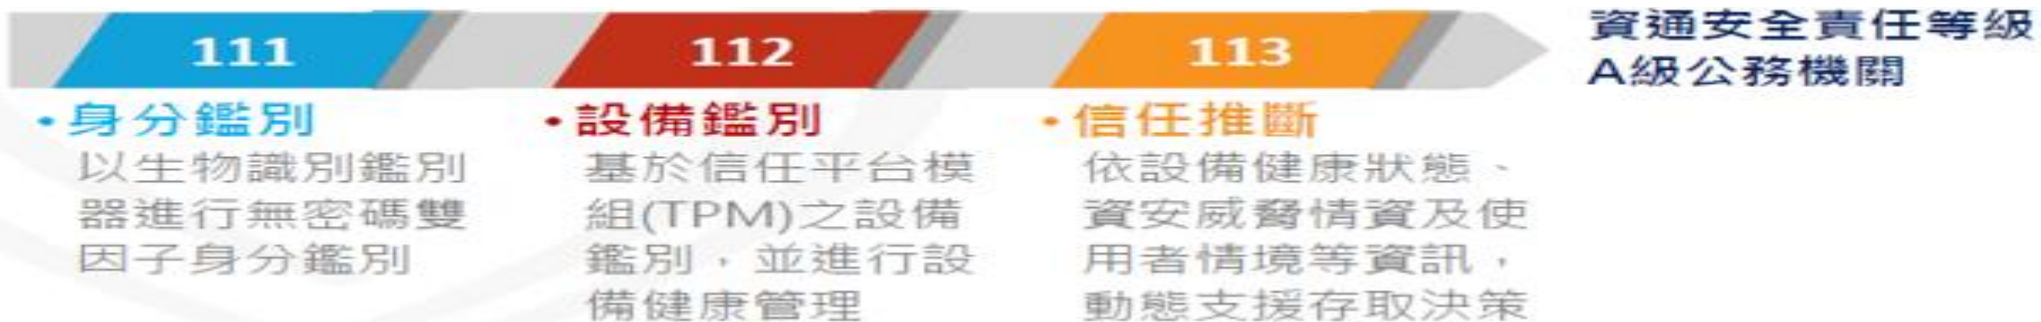 111
112
113
資通安全責任等級
A級公務機關
•身分鑑別
以生物識別鑑別
器進行無密碼雙
因子身分鑑別
•設備鑑別
基於信任平台模
組(TPM)之設備
鑑別，並進行設
備健康管理
•信任推斷
依設備健康狀態、
資安威脅情資及使
用者情境等資訊，
動態支援存取決策